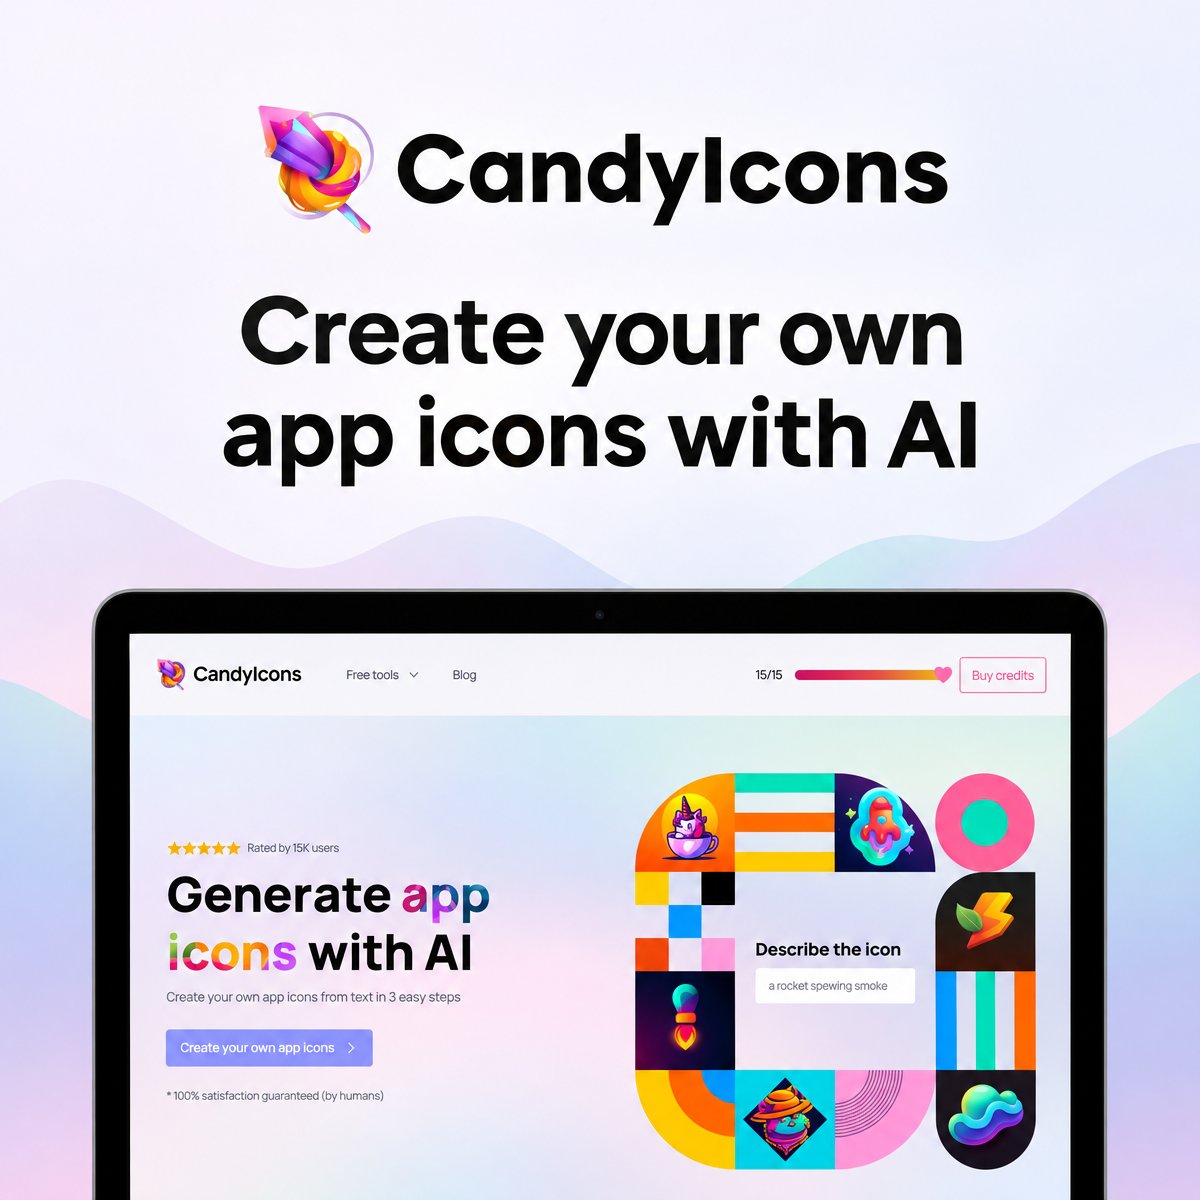 CandyIcons
Create your own
app icons with AI
CandyIcons
Free tools
Blog
15/15
Buy credits
Rated by 15K users
Generate app
icons with AI
Create your own app icons from text in 3 easy steps
Create your own app icons
* 100% satisfaction guaranteed (by humans)
Describe the icon
a rocket spewing smoke